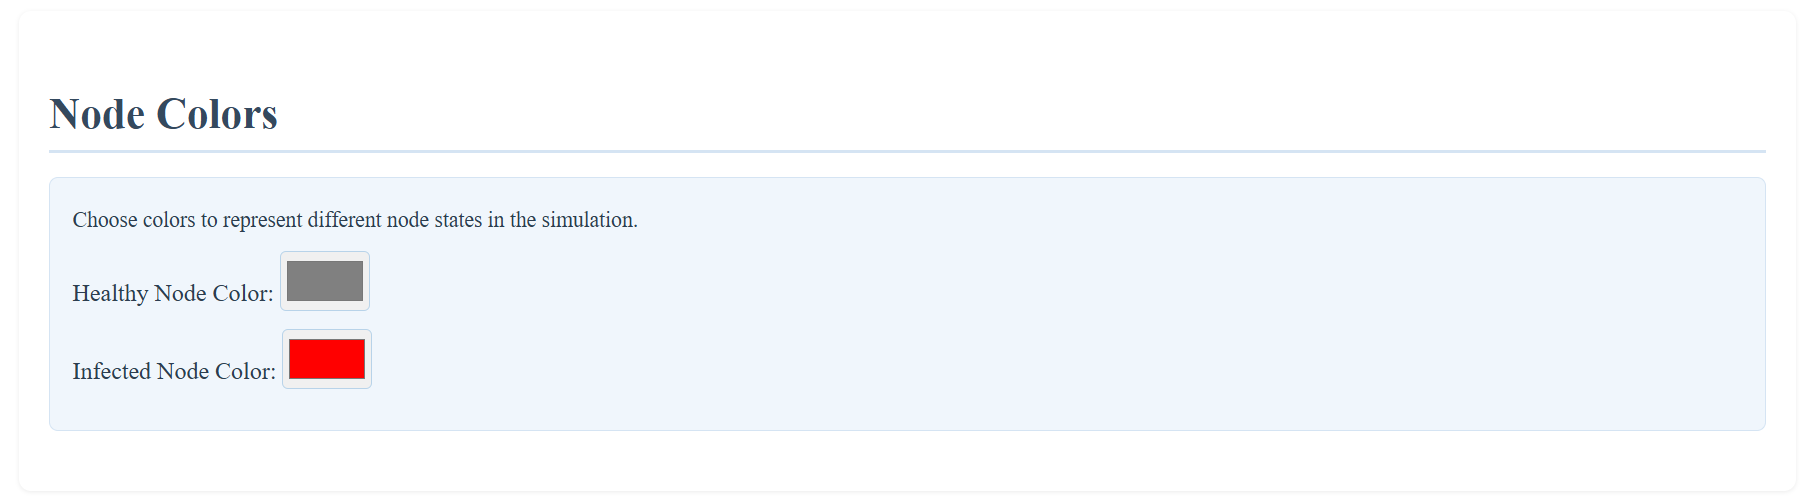 Node Colors
Choose colors to represent different node states in the simulation.
Healthy Node Color:
Infected Node Color: